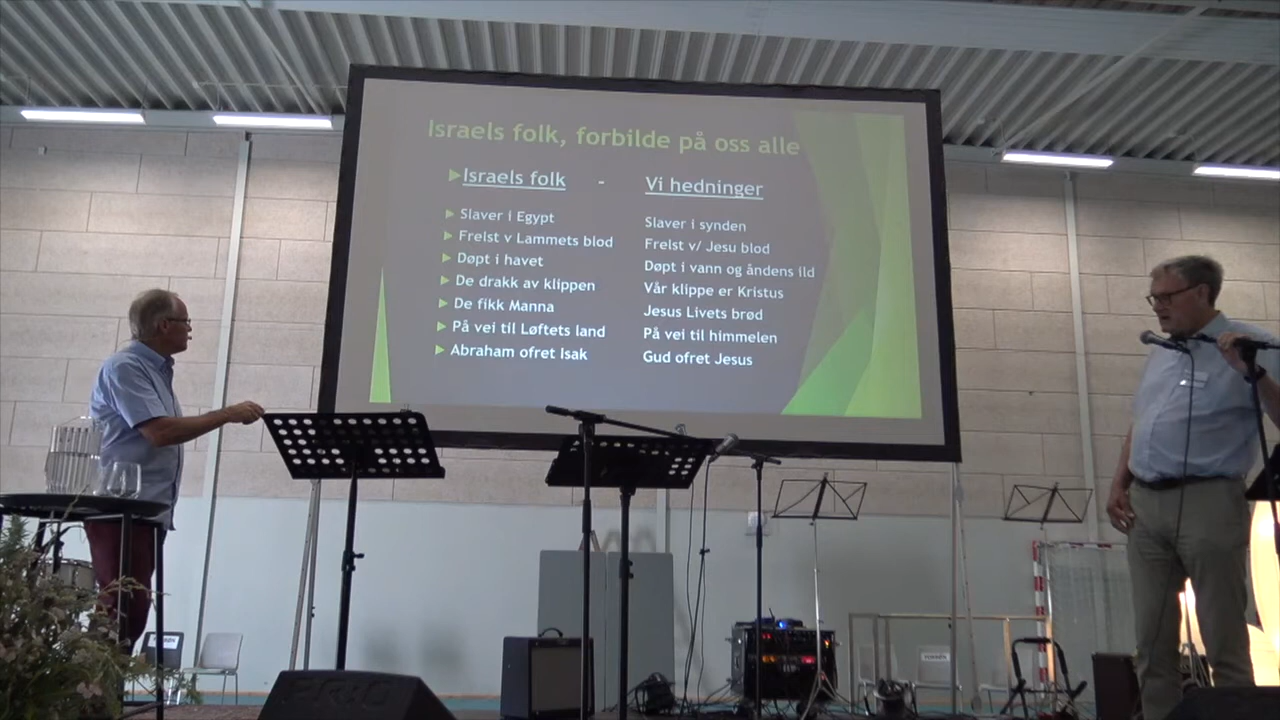 Israels folk, forbilde på oss alle
Israels folk - Vi hedninger
Slaver i Egypt Slaver i synden
Frelst v Lammets blod Frelst v/ Jesu blod
Døpt i havet Døpt i vann og åndens ild
De drakk av klippen Vår klippe er Kristus
De fikk Manna Jesus Livets brød
På vei til Løftets land På vei til himmelen
Abraham ofret Isak Gud ofret Jesus